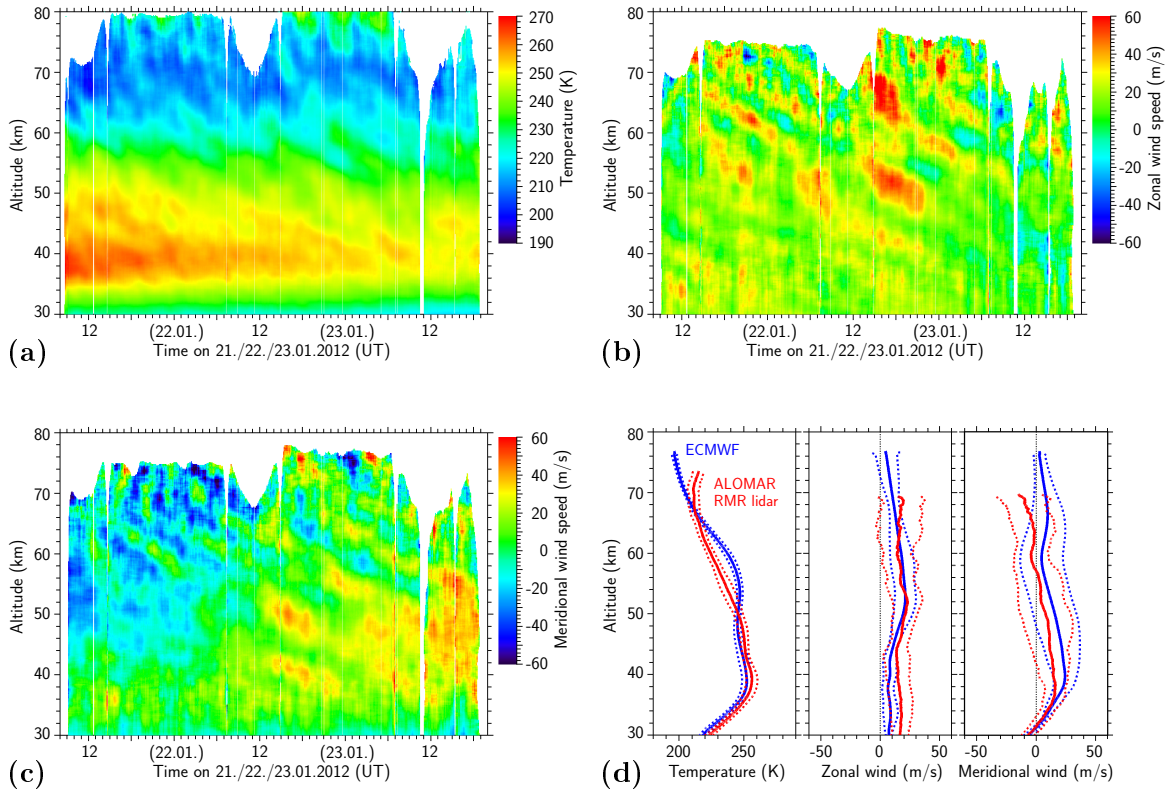 80
70
60
50
40
30
Altitude (km)
12 (22.01.) 12 (23.01.) 12
Time on 21./22./23.01.2012 (UT)
270
260
250
240
230
220
210
200
190
Temperature (K)
(a)
80
70
60
50
40
30
Altitude (km)
12 (22.01.) 12 (23.01.) 12
Time on 21./22./23.01.2012 (UT)
60
40
20
0
-20
-40
-60
Zonal wind speed (m/s)
(b)
80
70
60
50
40
30
Altitude (km)
12 (22.01.) 12 (23.01.) 12
Time on 21./22./23.01.2012 (UT)
60
40
20
0
-20
-40
-60
Meridional wind speed (m/s)
(c)
80
70
60
50
40
30
Altitude (km)
ECMWF
ALOMAR
RMR lidar
200 250
Temperature (K)
-50 0 50
Zonal wind (m/s)
-50 0 50
Meridional wind (m/s)
(d)